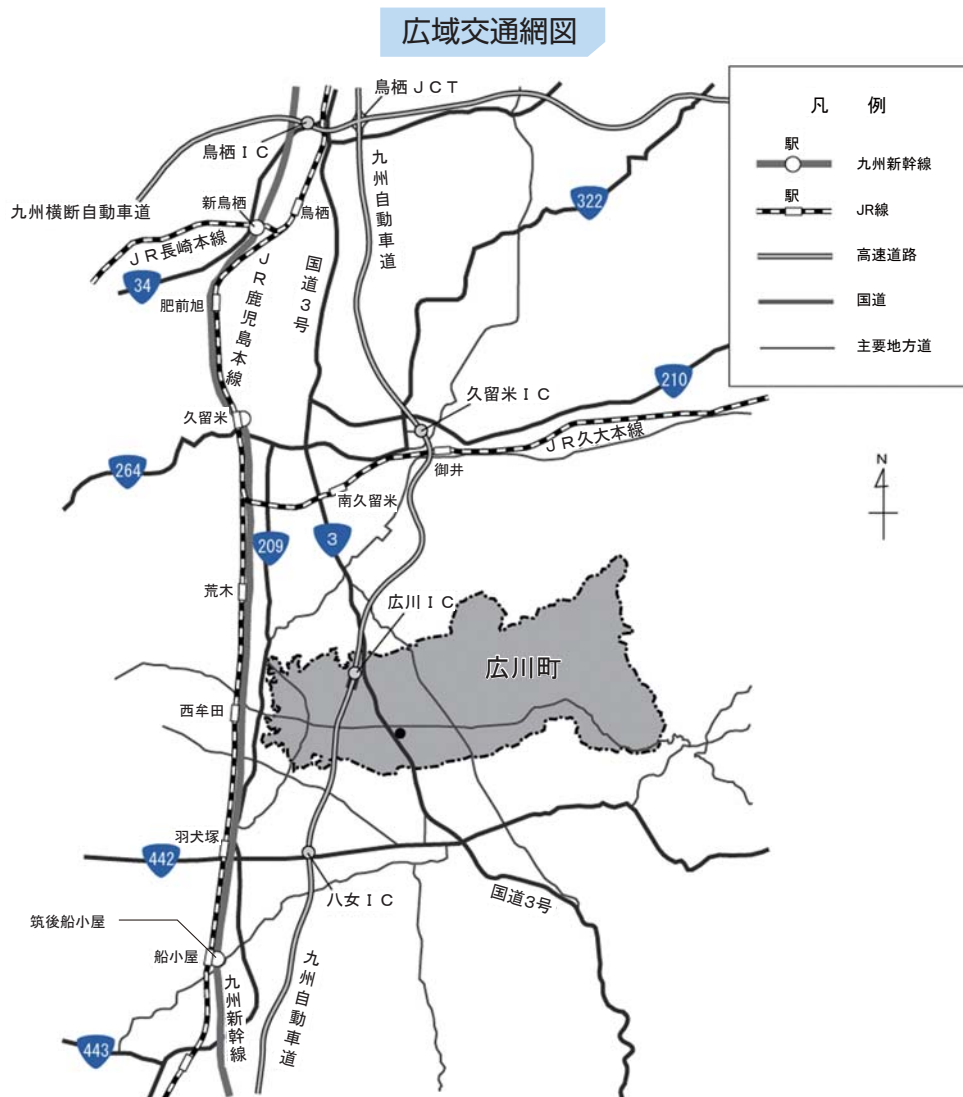 広域交通網図
鳥栖JCT
鳥栖IC
九州自動車道
九州横断自動車道
新鳥栖
鳥栖
JR長崎本線
322
34
国道3号
肥前旭
JR鹿児島本線
凡 例
駅
九州新幹線
駅
JR線
高速道路
国道
主要地方道
210
久留米IC
久留米
JR久大本線
御井
264
南久留米
N
209
3
荒木
広川IC
広川町
西牟田
羽犬塚
442
八女IC
国道3号
筑後船小屋
船小屋
九州新幹線
九州自動車道
443